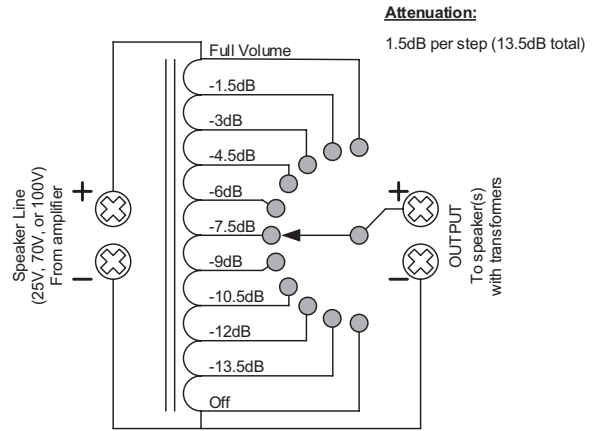 Attenuation:
1.5dB per step (13.5dB total)
Full Volume
-1.5dB
-3dB
-4.5dB
-6dB
-7.5dB
-9dB
-10.5dB
-12dB
-13.5dB
Off
Speaker Line
(25V, 70V, or 100V)
From amplifier
+
−
+
−
OUTPUT
To speaker(s)
with transformers